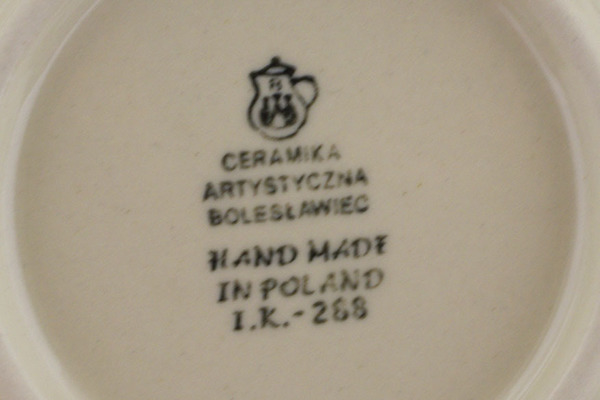 CERAMIKA
ARTYSTYCZNA
BOLESŁAWIEC
HAND MADE
IN POLAND
I.K.-288